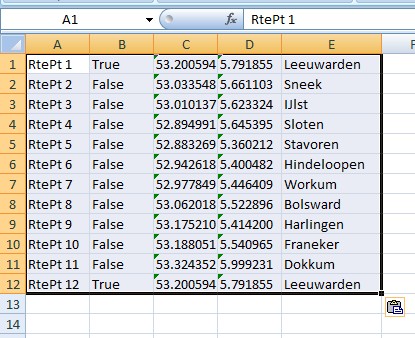 A1 fx RtePt 1
A B C D E F
1 RtePt 1 True 53.200594 5.791855 Leeuwarden
2 RtePt 2 False 53.033548 5.661103 Sneek
3 RtePt 3 False 53.010137 5.623324 IJlst
4 RtePt 4 False 52.894991 5.645395 Sloten
5 RtePt 5 False 52.883269 5.360212 Stavoren
6 RtePt 6 False 52.942618 5.400482 Hindeloopen
7 RtePt 7 False 52.977849 5.446409 Workum
8 RtePt 8 False 53.062018 5.522896 Bolsward
9 RtePt 9 False 53.175210 5.414200 Harlingen
10 RtePt 10 False 53.188051 5.540965 Franeker
11 RtePt 11 False 53.324352 5.999231 Dokkum
12 RtePt 12 True 53.200594 5.791855 Leeuwarden
13
14